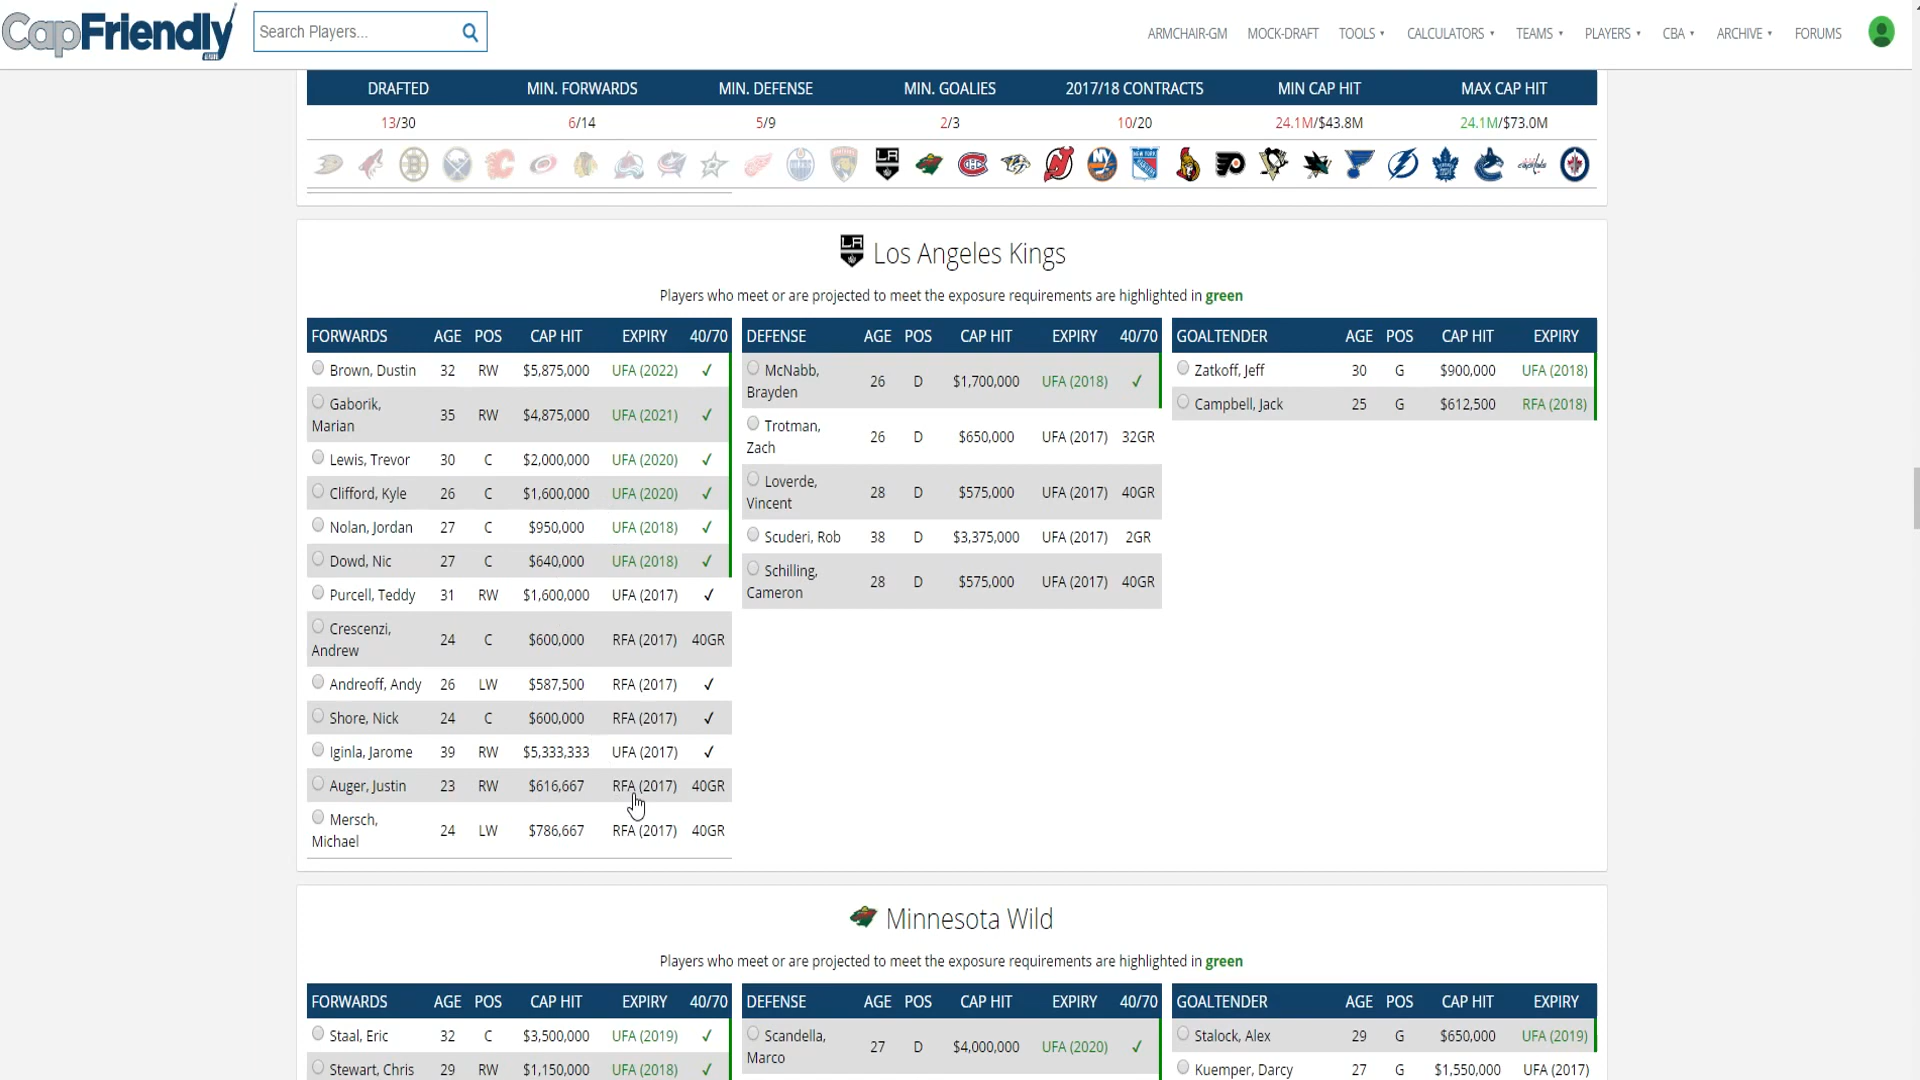 CapFriendly
Search Players...
ARMCHAIR-GM MOCK-DRAFT TOOLS CALCULATORS TEAMS PLAYERS CBA ARCHIVE FORUMS
DRAFTED MIN. FORWARDS MIN. DEFENSE MIN. GOALIES 2017/18 CONTRACTS MIN CAP HIT MAX CAP HIT
13/30 6/14 5/9 2/3 10/20 24.1M/$43.8M 24.1M/$73.0M
Los Angeles Kings
Players who meet or are projected to meet the exposure requirements are highlighted in green
FORWARDS AGE POS CAP HIT EXPIRY 40/70
Brown, Dustin 32 RW $5,875,000 UFA (2022) ✓
Gaborik,
Marian 35 RW $4,875,000 UFA (2021) ✓
Lewis, Trevor 30 C $2,000,000 UFA (2020) ✓
Clifford, Kyle 26 C $1,600,000 UFA (2020) ✓
Nolan, Jordan 27 C $950,000 UFA (2018) ✓
Dowd, Nic 27 C $640,000 UFA (2018) ✓
Purcell, Teddy 31 RW $1,600,000 UFA (2017) ✓
Crescenzi,
Andrew 24 C $600,000 RFA (2017) 40GR
Andreoff, Andy 26 LW $587,500 RFA (2017) ✓
Shore, Nick 24 C $600,000 RFA (2017) ✓
Iginla, Jarome 39 RW $5,333,333 UFA (2017) ✓
Auger, Justin 23 RW $616,667 RFA (2017) 40GR
Mersch,
Michael 24 LW $786,667 RFA (2017) 40GR
DEFENSE AGE POS CAP HIT EXPIRY 40/70
McNabb,
Brayden 26 D $1,700,000 UFA (2018) ✓
Trotman,
Zach 26 D $650,000 UFA (2017) 32GR
Loverde,
Vincent 28 D $575,000 UFA (2017) 40GR
Scuderi, Rob 38 D $3,375,000 UFA (2017) 2GR
Schilling,
Cameron 28 D $575,000 UFA (2017) 40GR
GOALTENDER AGE POS CAP HIT EXPIRY
Zatkoff, Jeff 30 G $900,000 UFA (2018)
Campbell, Jack 25 G $612,500 RFA (2018)
Minnesota Wild
Players who meet or are projected to meet the exposure requirements are highlighted in green
FORWARDS AGE POS CAP HIT EXPIRY 40/70
Staal, Eric 32 C $3,500,000 UFA (2019) ✓
Stewart, Chris 29 RW $1,150,000 UFA (2018) ✓
DEFENSE AGE POS CAP HIT EXPIRY 40/70
Scandella,
Marco 27 D $4,000,000 UFA (2020) ✓
GOALTENDER AGE POS CAP HIT EXPIRY
Stalock, Alex 29 G $650,000 UFA (2019)
Kuemper, Darcy 27 G $1,550,000 UFA (2017)